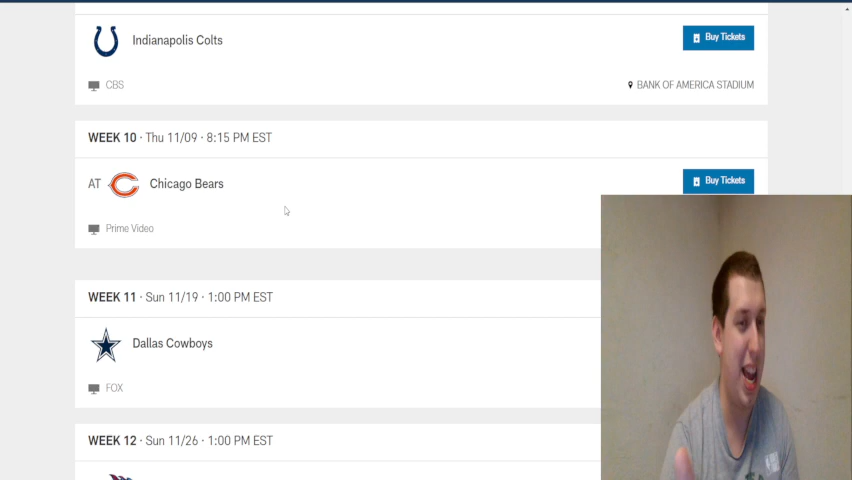 Indianapolis Colts
Buy Tickets
CBS
BANK OF AMERICA STADIUM
WEEK 10 · Thu 11/09 · 8:15 PM EST
AT Chicago Bears
Buy Tickets
Prime Video
WEEK 11 · Sun 11/19 · 1:00 PM EST
Dallas Cowboys
FOX
WEEK 12 · Sun 11/26 · 1:00 PM EST